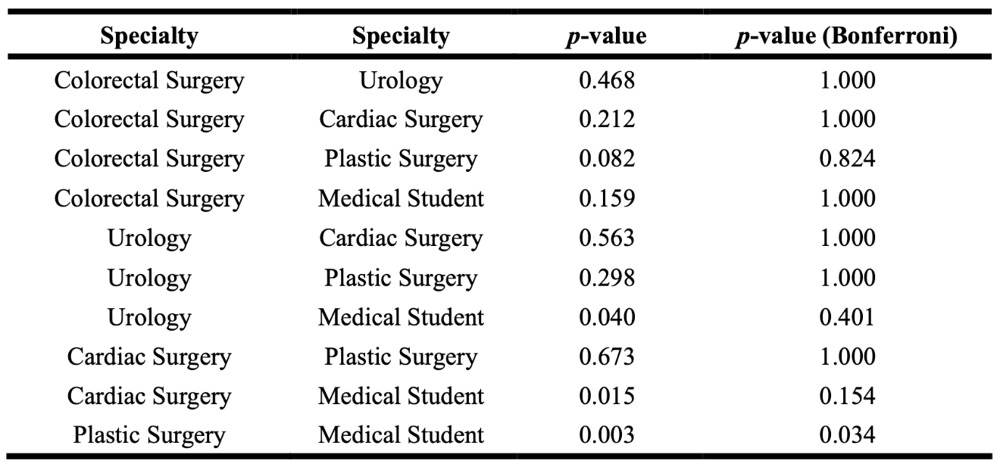 Specialty Specialty p-value p-value (Bonferroni)
Colorectal Surgery Urology 0.468 1.000
Colorectal Surgery Cardiac Surgery 0.212 1.000
Colorectal Surgery Plastic Surgery 0.082 0.824
Colorectal Surgery Medical Student 0.159 1.000
Urology Cardiac Surgery 0.563 1.000
Urology Plastic Surgery 0.298 1.000
Urology Medical Student 0.040 0.401
Cardiac Surgery Plastic Surgery 0.673 1.000
Cardiac Surgery Medical Student 0.015 0.154
Plastic Surgery Medical Student 0.003 0.034